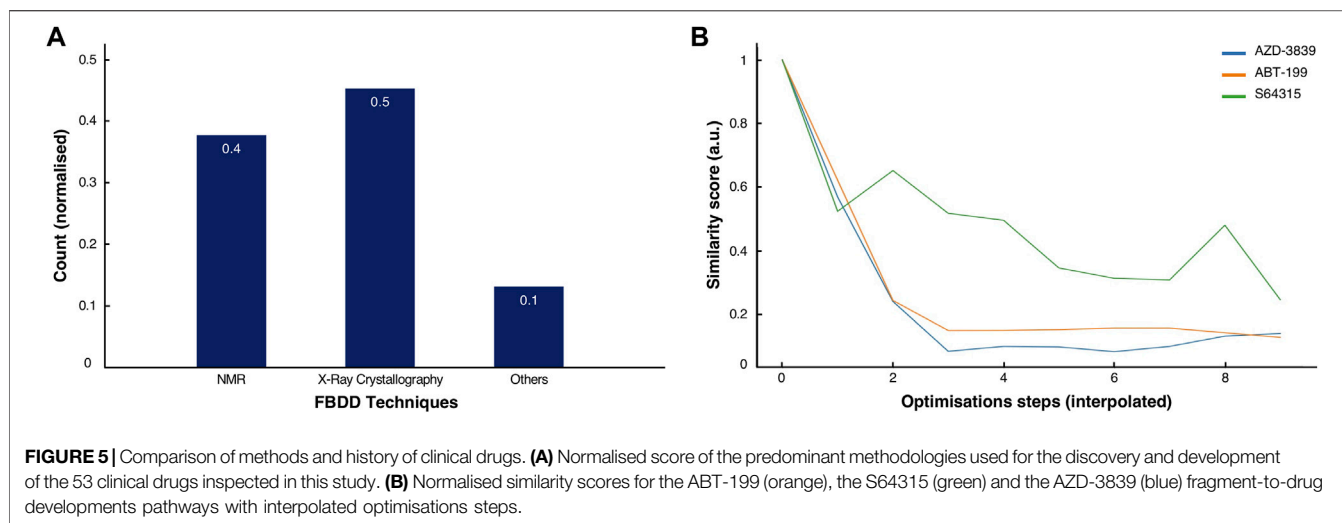 A
Count (normalised)
0.5
0.4
0.3
0.2
0.1
0
0.4
0.5
0.1
NMR
X-Ray Crystallography
Others
FBDD Techniques
B
Similarity score (a.u.)
1
0.8
0.6
0.4
0.2
0
0
2
4
6
8
Optimisations steps (interpolated)
AZD-3839
ABT-199
S64315
FIGURE 5 | Comparison of methods and history of clinical drugs. (A) Normalised score of the predominant methodologies used for the discovery and development
of the 53 clinical drugs inspected in this study. (B) Normalised similarity scores for the ABT-199 (orange), the S64315 (green) and the AZD-3839 (blue) fragment-to-drug
developments pathways with interpolated optimisations steps.